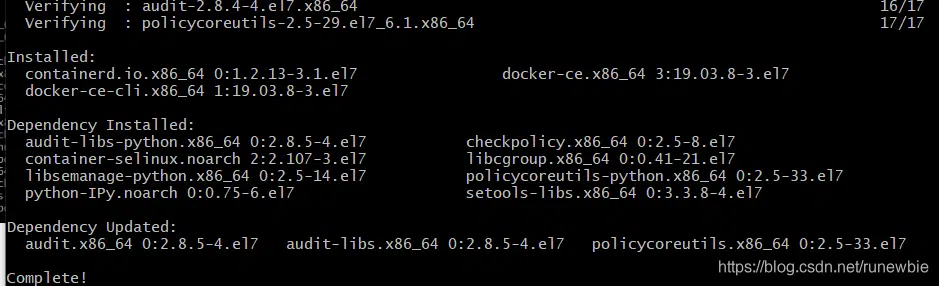 Verifying : audit-2.8.4-4.el7.x86_64 16/17
Verifying : policycoreutils-2.5-29.el7_6.1.x86_64 17/17
Installed:
containerd.io.x86_64 0:1.2.13-3.1.el7 docker-ce.x86_64 3:19.03.8-3.el7
docker-ce-cli.x86_64 1:19.03.8-3.el7
Dependency Installed:
audit-libs-python.x86_64 0:2.8.5-4.el7 checkpolicy.x86_64 0:2.5-8.el7
container-selinux.noarch 2:2.107-3.el7 libcgroup.x86_64 0:0.41-21.el7
libsemanage-python.x86_64 0:2.5-14.el7 policycoreutils-python.x86_64 0:2.5-33.el7
python-IPy.noarch 0:0.75-6.el7 setools-libs.x86_64 0:3.3.8-4.el7
Dependency Updated:
audit.x86_64 0:2.8.5-4.el7 audit-libs.x86_64 0:2.8.5-4.el7 policycoreutils.x86_64 0:2.5-33.el7
Complete!
https://blog.csdn.net/runewbie